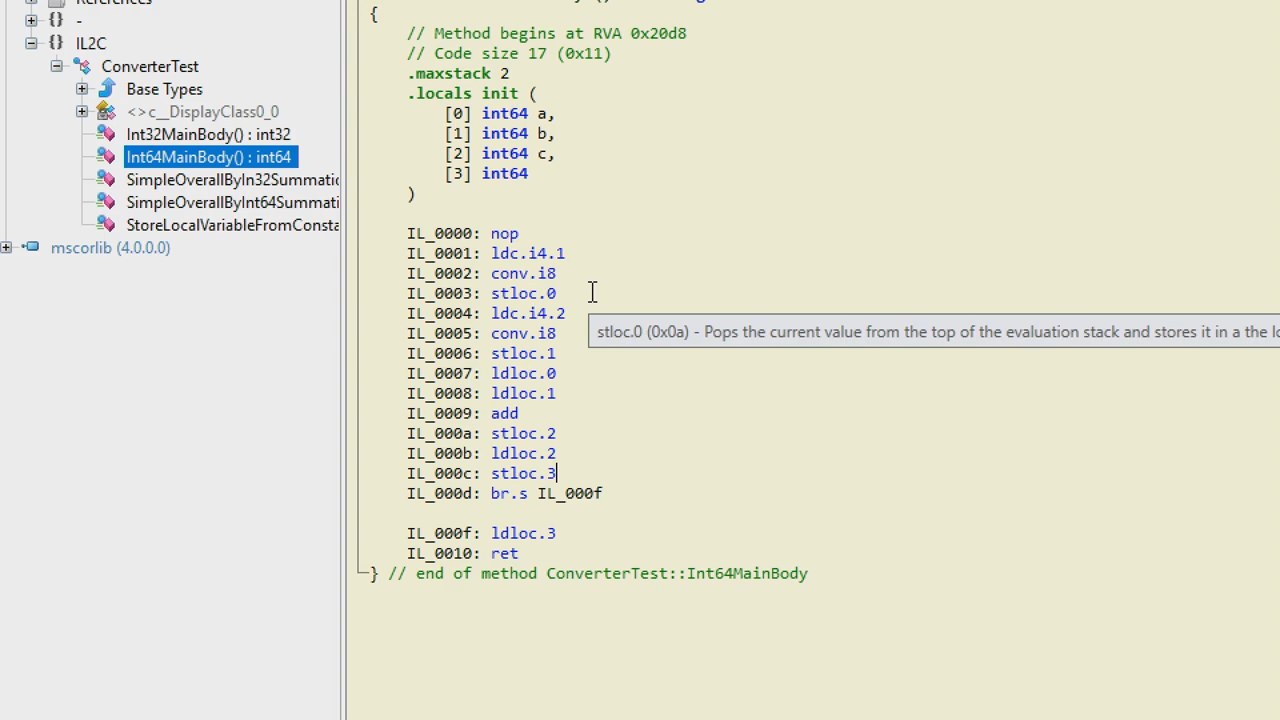 References
{} -
{} IL2C
ConverterTest
Base Types
<>c__DisplayClass0_0
Int32MainBody() : int32
Int64MainBody() : int64
SimpleOverallByIn32Summatic
SimpleOverallByInt64Summati
StoreLocalVariableFromConsta
mscorlib (4.0.0.0)
{
// Method begins at RVA 0x20d8
// Code size 17 (0x11)
.maxstack 2
.locals init (
[0] int64 a,
[1] int64 b,
[2] int64 c,
[3] int64
)
IL_0000: nop
IL_0001: ldc.i4.1
IL_0002: conv.i8
IL_0003: stloc.0
IL_0004: ldc.i4.2
stloc.0 (0x0a) - Pops the current value from the top of the evaluation stack and stores it in a the lo
IL_0005: conv.i8
IL_0006: stloc.1
IL_0007: ldloc.0
IL_0008: ldloc.1
IL_0009: add
IL_000a: stloc.2
IL_000b: ldloc.2
IL_000c: stloc.3
IL_000d: br.s IL_000f
IL_000f: ldloc.3
IL_0010: ret
} // end of method ConverterTest::Int64MainBody